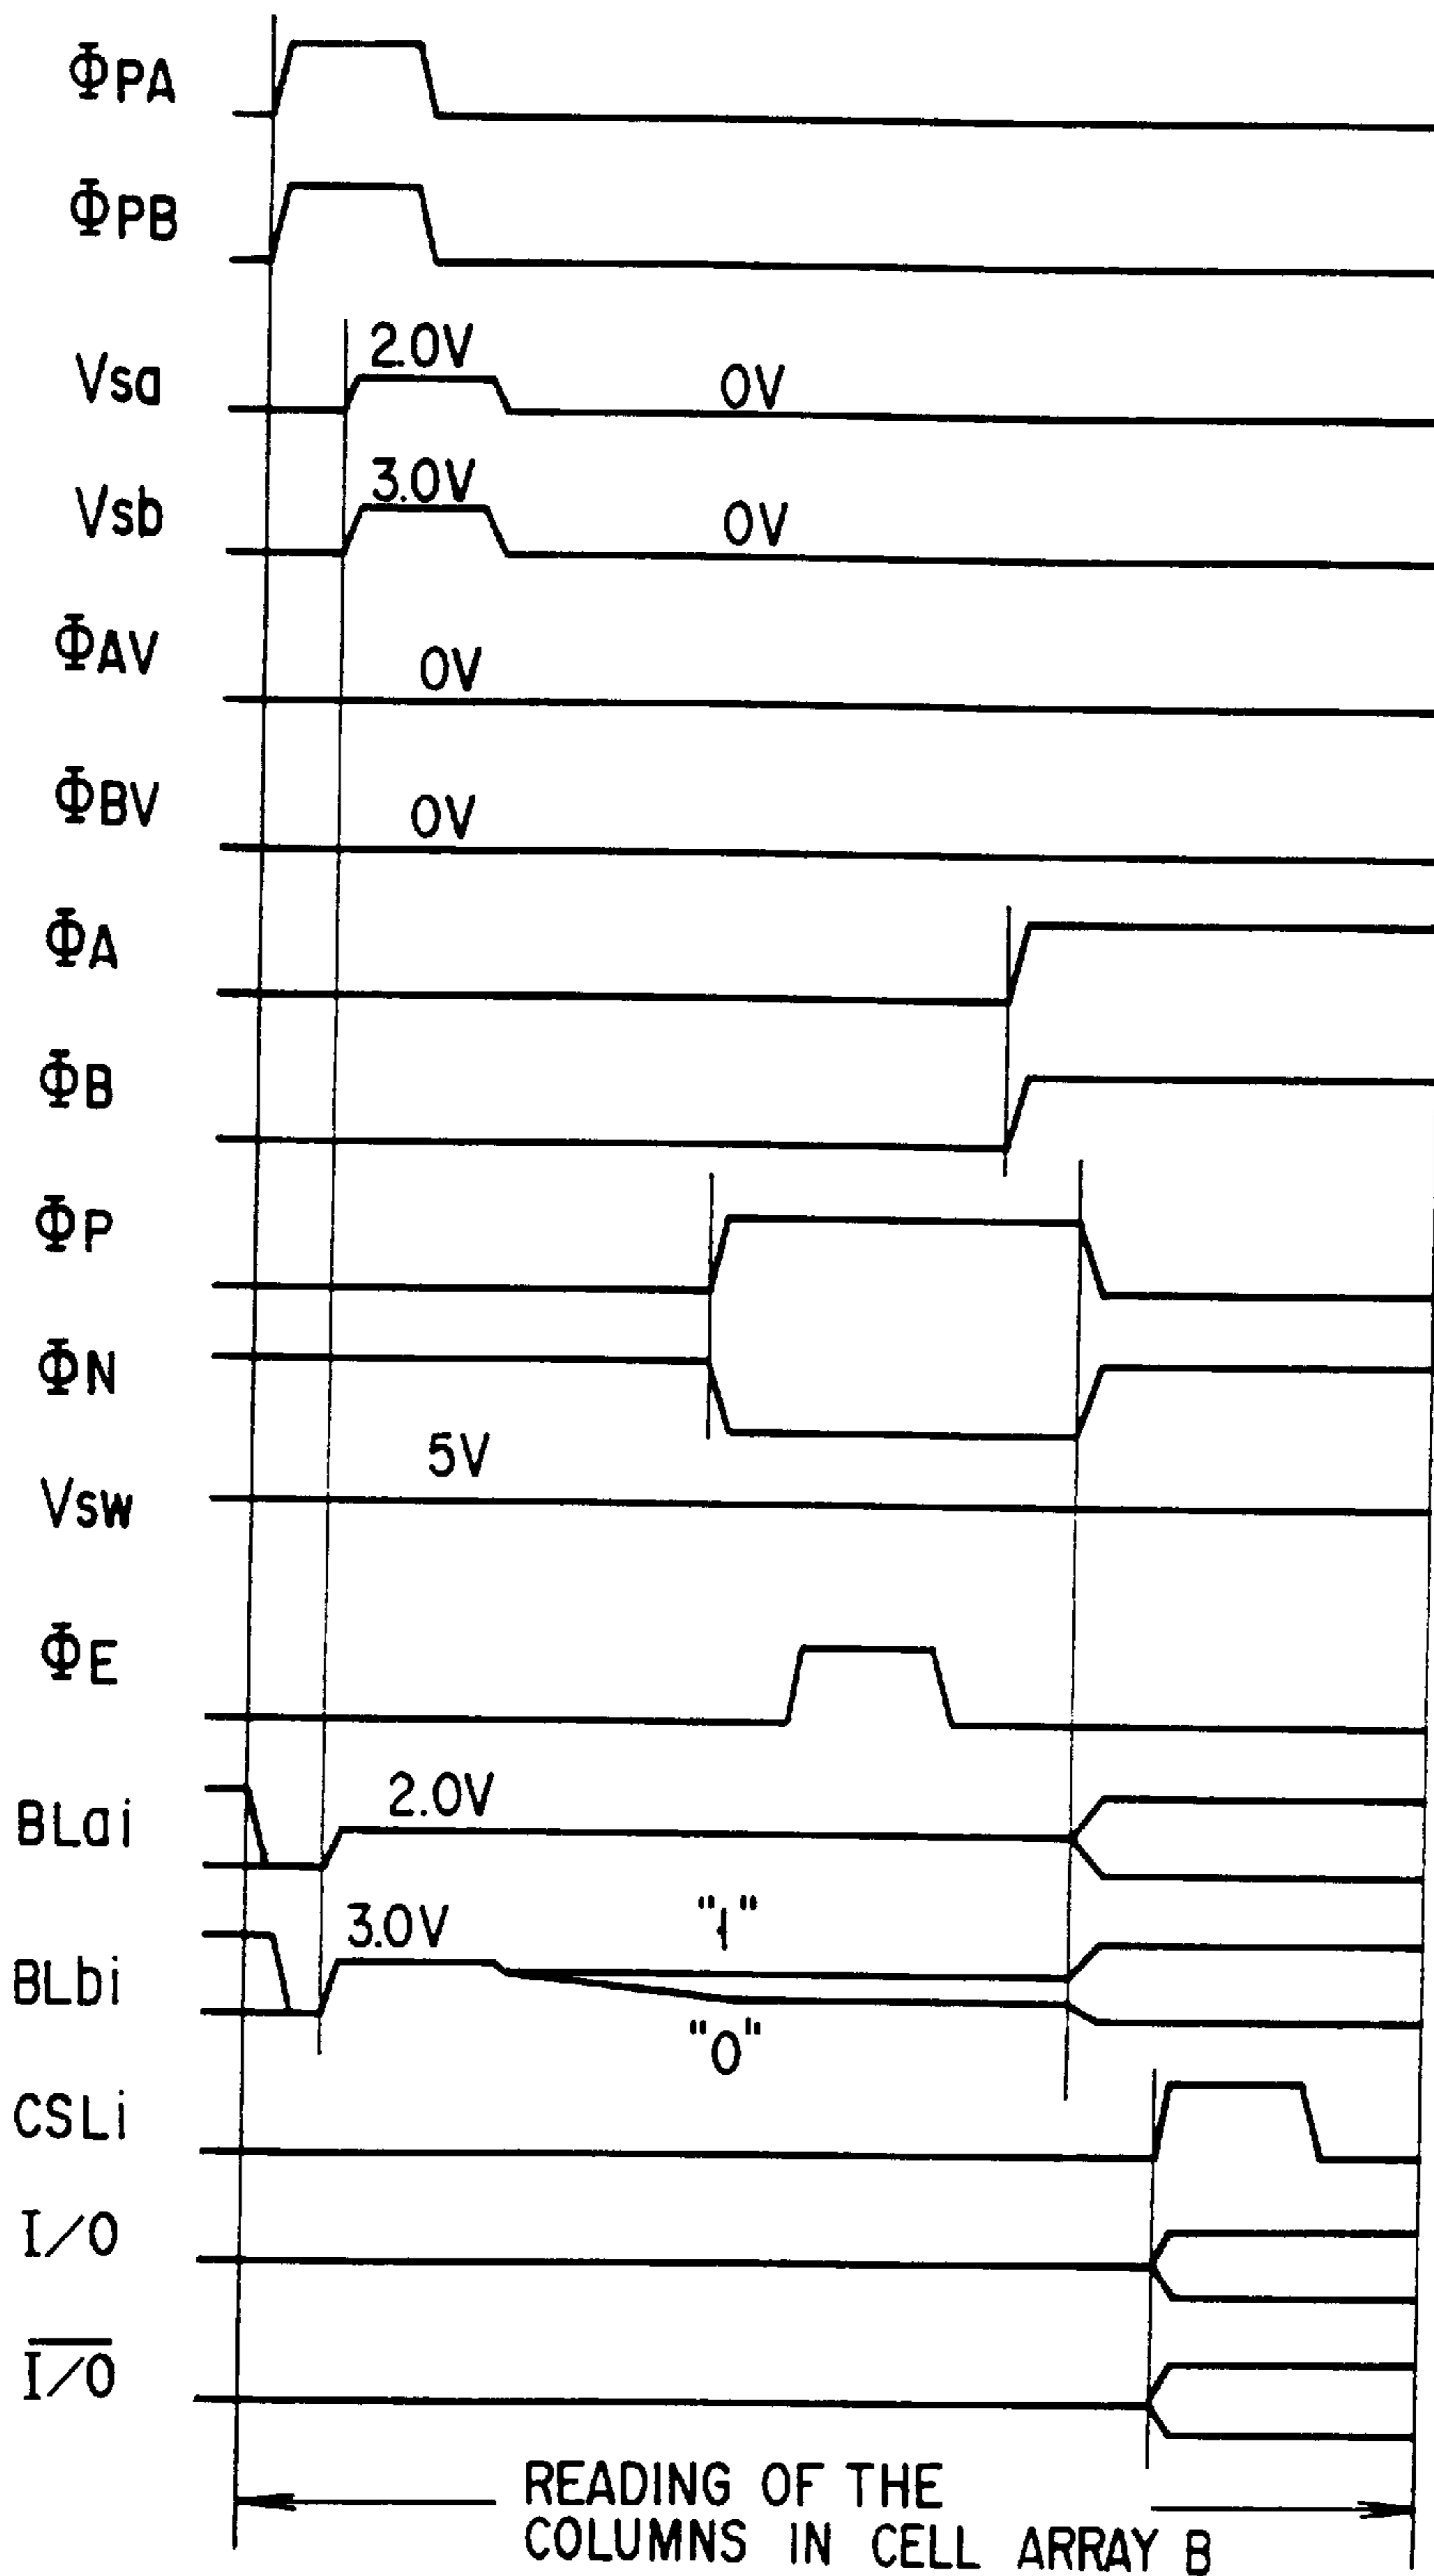 ΦPA
ΦPB
Vsa 2.0V 0V
Vsb 3.0V 0V
ΦAV 0V
ΦBV 0V
ΦA
ΦB
ΦP
ΦN
5V
Vsw
ΦE
BLai 2.0V
BLbi 3.0V "1"
"0"
CSLi
I/O
I/O
READING OF THE
COLUMNS IN CELL ARRAY B